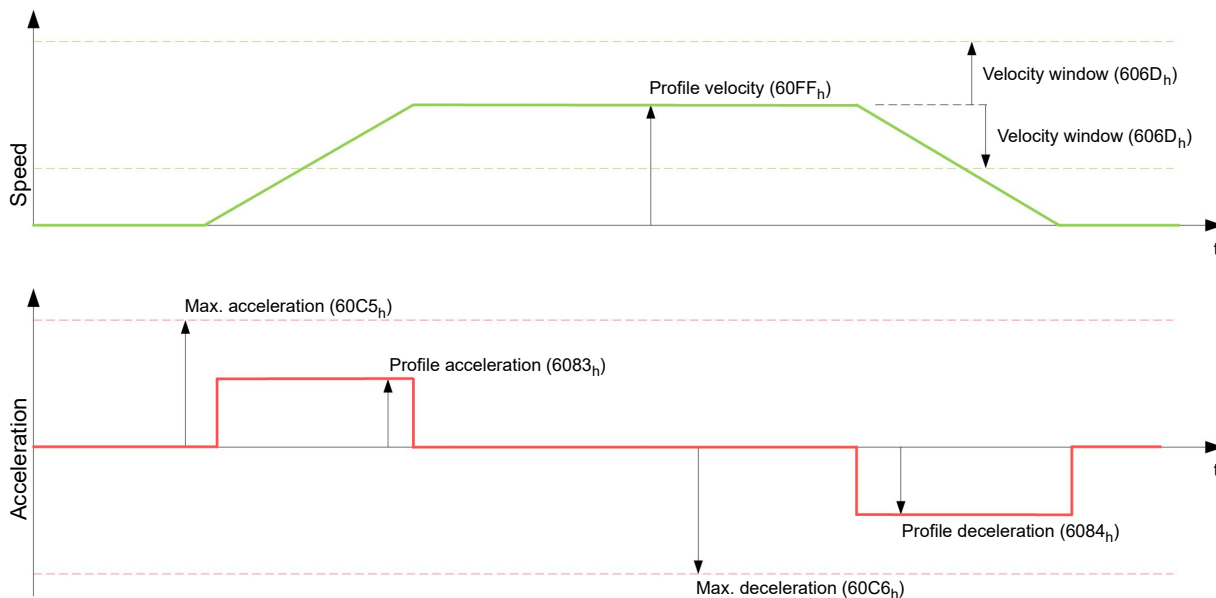 Velocity window (606Dh)
Profile velocity (60FFh)
Velocity window (606Dh)
Speed
t
Max. acceleration (60C5h)
Profile acceleration (6083h)
Acceleration
t
Profile deceleration (6084h)
Max. deceleration (60C6h)